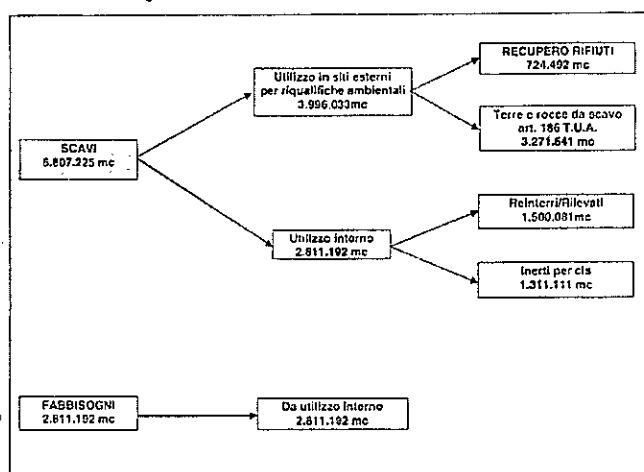 RECUPERO RIFIUTI
724.492 mc
Utilizzo in siti esterni
per riqualifiche ambientali
3.996.033mc
Terre e rocce da scavo
art. 186 T.U.A.
3.271.541 mc
SCAVI
6.807.225 mc
Reinterri/Rilevati
1.500.081mc
Utilizzo interno
2.811.192 mc
Inerti per cls
1.311.111 mc
FABBISOGNI
2.811.192 mc
Da utilizzo interno
2.811.192 mc